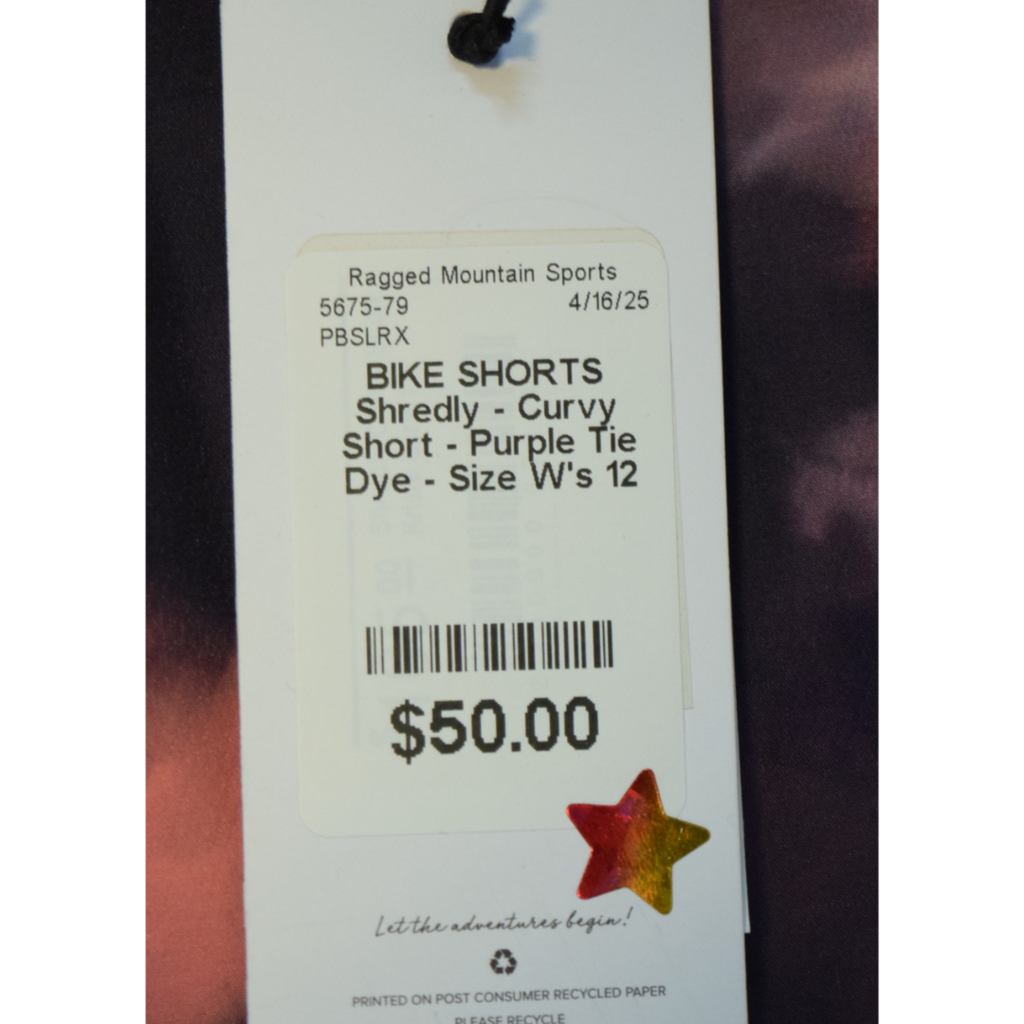 Ragged Mountain Sports
5675-79 4/16/25
PBSLRX
BIKE SHORTS
Shredly - Curvy
Short - Purple Tie
Dye - Size W's 12
$50.00
Let the adventures begin!
PRINTED ON POST CONSUMER RECYCLED PAPER
PLEASE RECYCLE